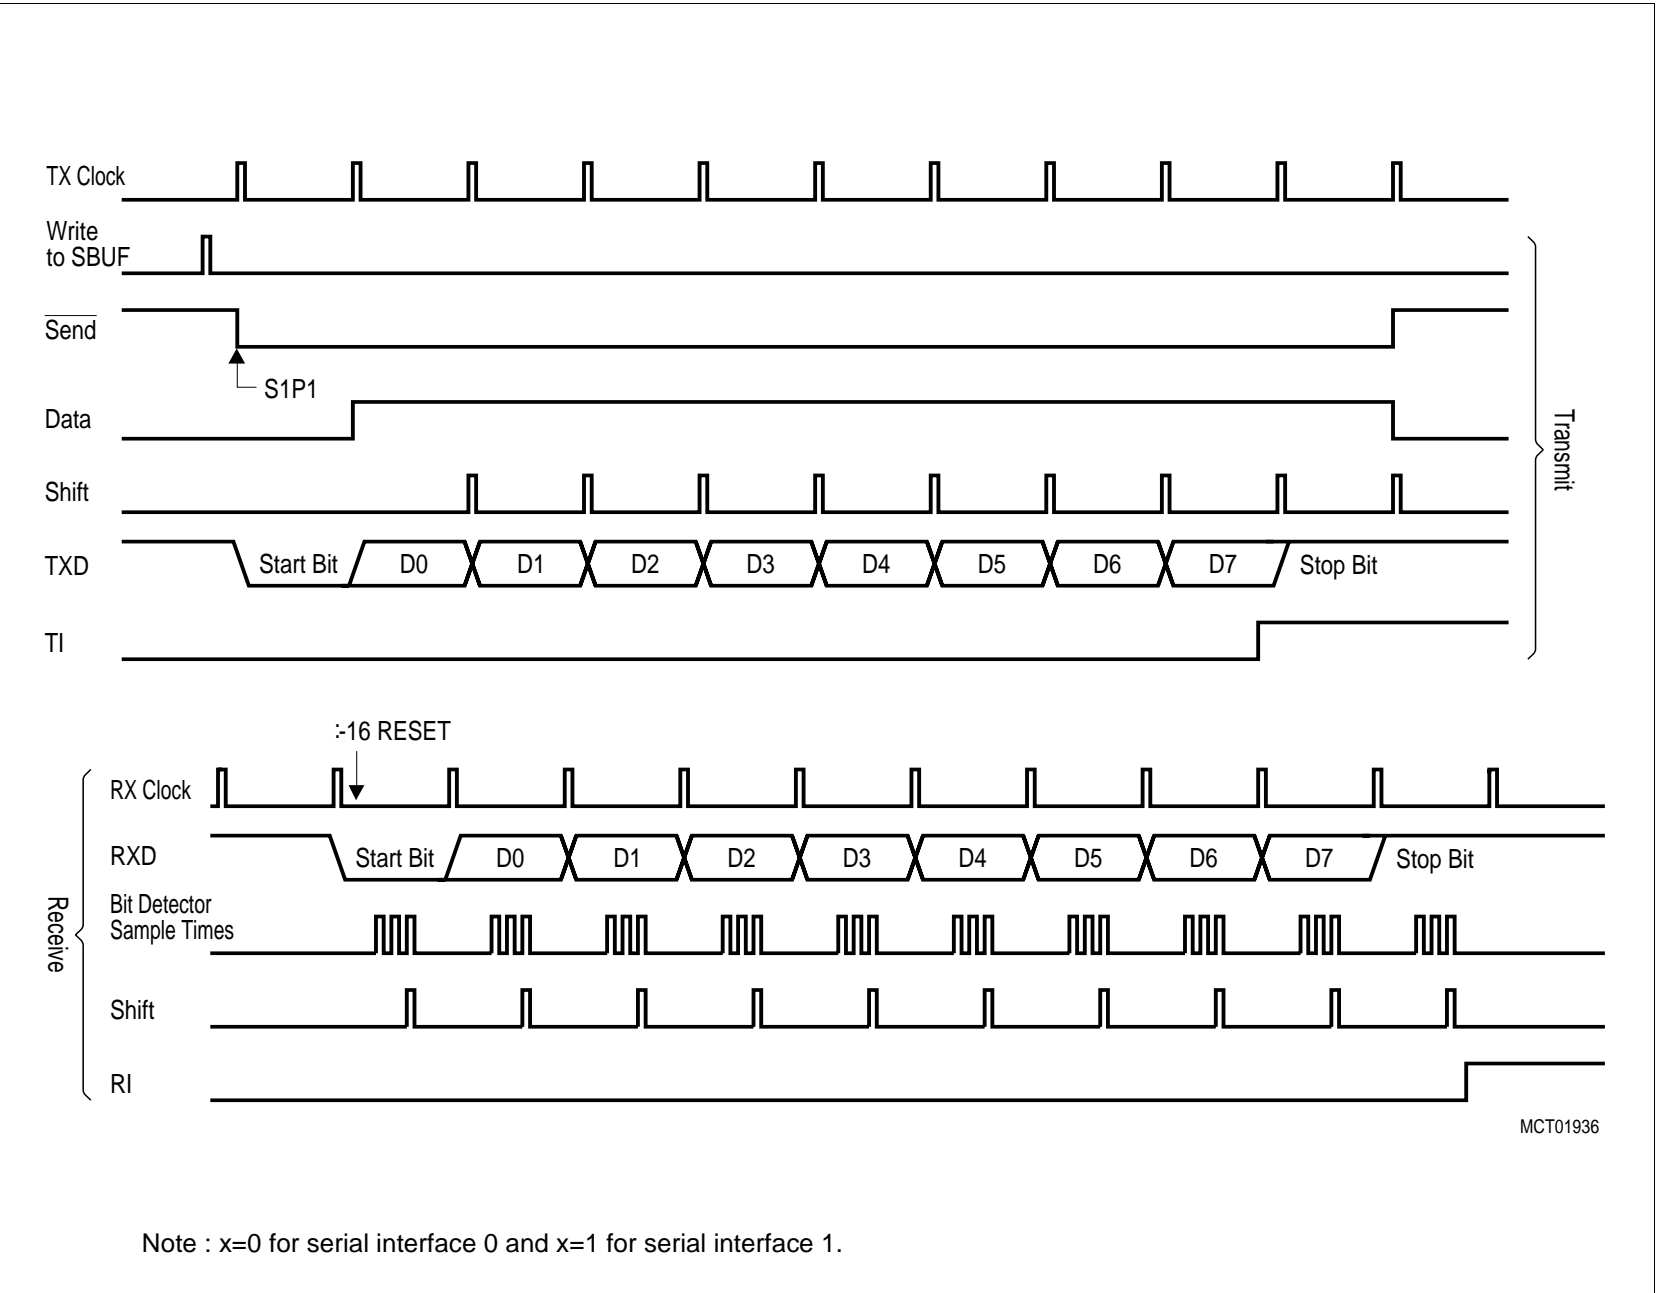 TX Clock
Write
to SBUF
Send
S1P1
Data
Shift
TXD
Start Bit D0 D1 D2 D3 D4 D5 D6 D7 Stop Bit
TI
Transmit
:-16 RESET
RX Clock
RXD
Start Bit D0 D1 D2 D3 D4 D5 D6 D7 Stop Bit
Bit Detector
Sample Times
Shift
RI
Receive
MCT01936
Note : x=0 for serial interface 0 and x=1 for serial interface 1.